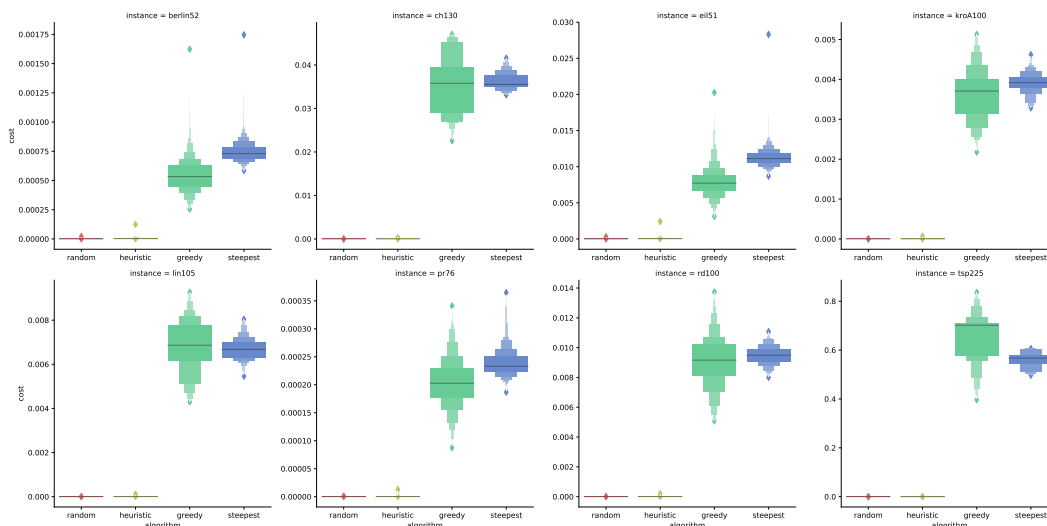 instance = berlin52
instance = ch130
instance = eil51
instance = kroA100
0.00175
0.00150
0.00125
0.00100
0.00075
0.00050
0.00025
0.00000
cost
random heuristic greedy steepest
0.04
0.03
0.02
0.01
0.00
random heuristic greedy steepest
0.030
0.025
0.020
0.015
0.010
0.005
0.000
random heuristic greedy steepest
0.005
0.004
0.003
0.002
0.001
0.000
random heuristic greedy steepest
instance = lin105
instance = pr76
instance = rd100
instance = tsp225
0.008
0.006
0.004
0.002
0.000
cost
random heuristic greedy steepest
algorithm
0.00035
0.00030
0.00025
0.00020
0.00015
0.00010
0.00005
0.00000
random heuristic greedy steepest
algorithm
0.014
0.012
0.010
0.008
0.006
0.004
0.002
0.000
random heuristic greedy steepest
algorithm
0.8
0.6
0.4
0.2
0.0
random heuristic greedy steepest
algorithm